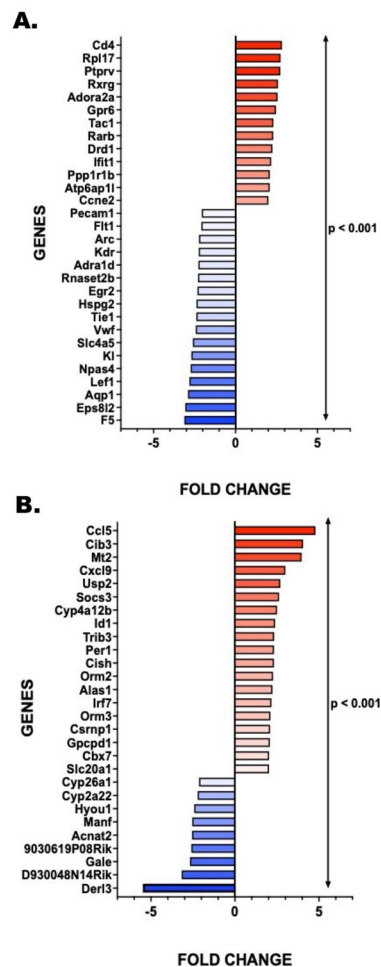 A.
Cd4
Rpl17
Ptprv
Rxrg
Adora2a
Gpr6
Tac1
Rarb
Drd1
Ifit1
Ppp1r1b
Atp6ap1l
Ccne2
Pecam1
Flt1
Arc
Kdr
Adra1d
Rnaset2b
Egr2
Hspg2
Tie1
Vwf
Slc4a5
Kl
Npas4
Lef1
Aqp1
Eps8l2
F5
GENES
p < 0.001
-5 0 5
FOLD CHANGE
B.
Ccl5
Cib3
Mt2
Cxcl9
Usp2
Socs3
Cyp4a12b
Id1
Trib3
Per1
Cish
Orm2
Alas1
Irf7
Orm3
Csrnp1
Gpcpd1
Cbx7
Slc20a1
Cyp26a1
Cyp2a22
Hyou1
Manf
Acnat2
9030619P08Rik
Gale
D930048N14Rik
Derl3
GENES
p < 0.001
-5 0 5
FOLD CHANGE